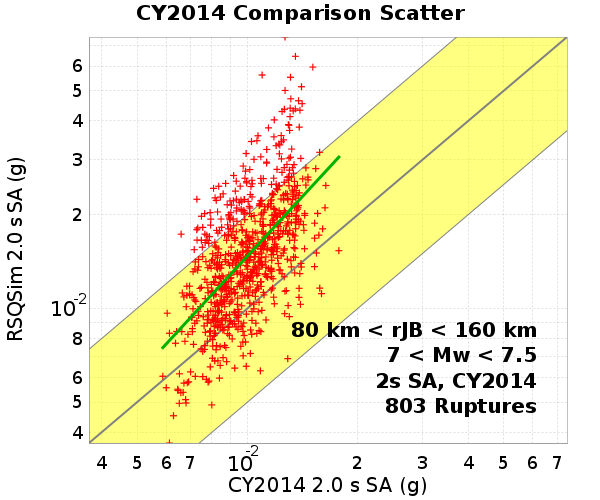 CY2014 Comparison Scatter
RSQSim 2.0 s SA (g)
6
5
4
3
2
10-2
8
6
5
4
80 km < rJB < 160 km
7 < Mw < 7.5
2s SA, CY2014
803 Ruptures
4 5 6 7 10-2 2 3 4 5 6 7
CY2014 2.0 s SA (g)